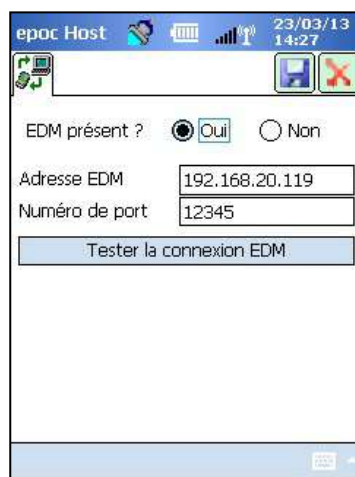 epoc Host 23/03/13
14:27
EDM présent ? Oui Non
Adresse EDM 192.168.20.119
Numéro de port 12345
Tester la connexion EDM